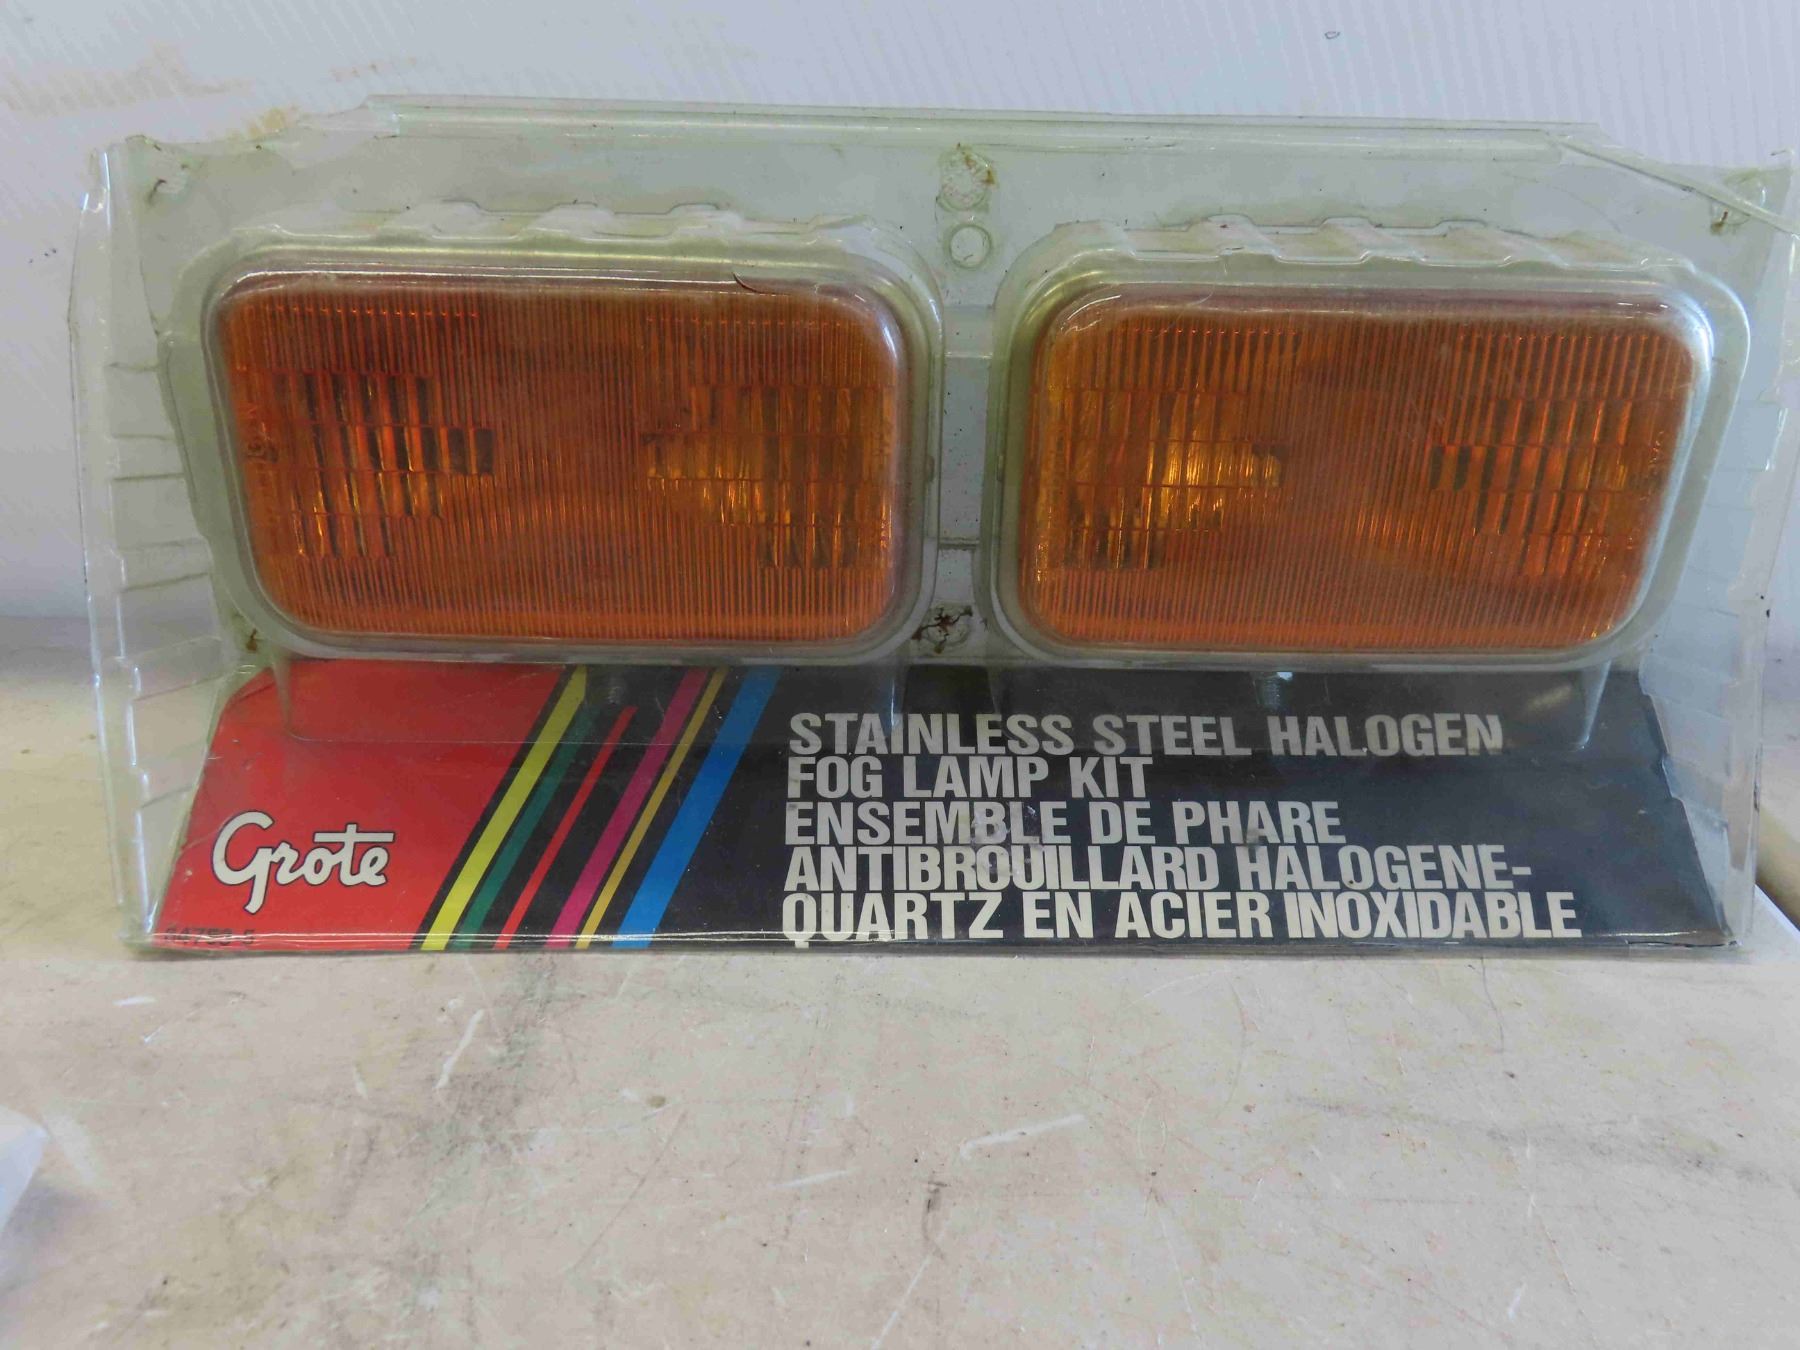 STAINLESS STEEL HALOGEN
FOG LAMP KIT
ENSEMBLE DE PHARE
ANTIBROUILLARD HALOGENE-
QUARTZ EN ACIER INOXIDABLE
Grote